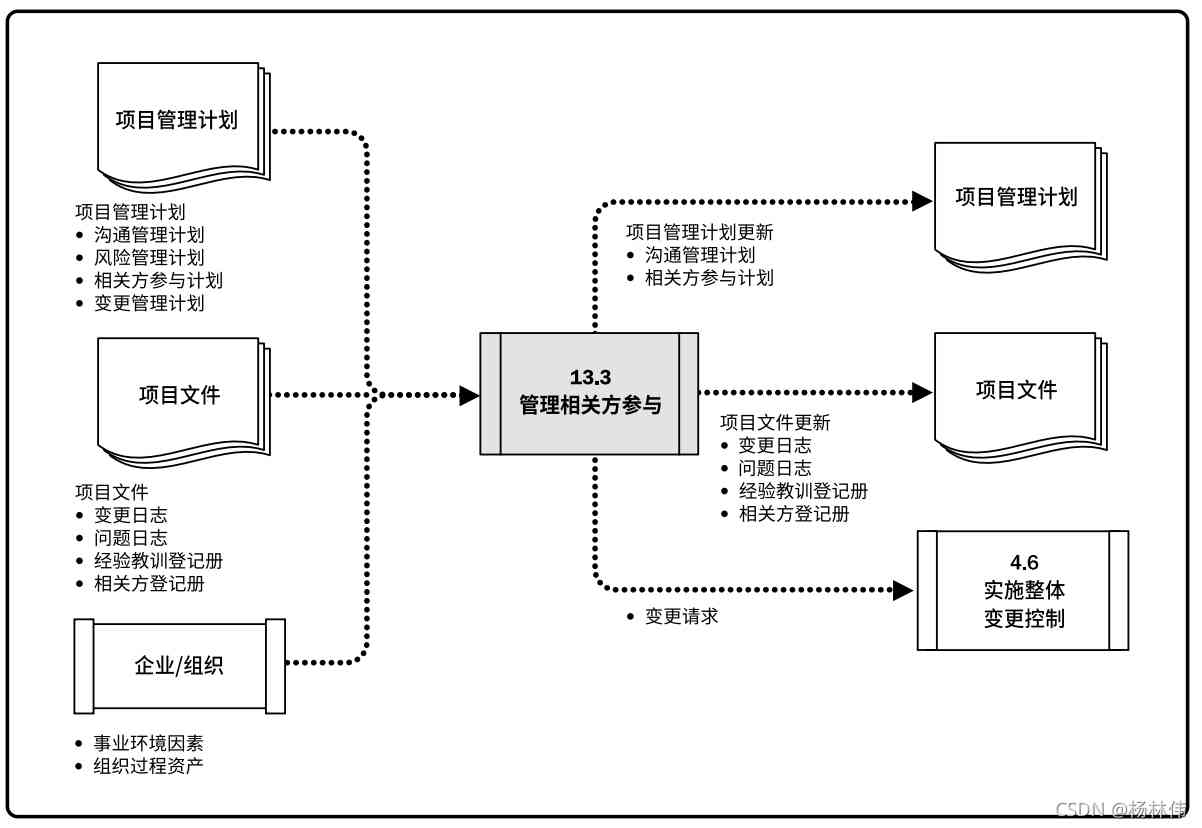 项目管理计划
项目管理计划
• 沟通管理计划
• 风险管理计划
• 相关方参与计划
• 变更管理计划
项目文件
项目文件
• 变更日志
• 问题日志
• 经验教训登记册
• 相关方登记册
企业/组织
• 事业环境因素
• 组织过程资产
13.3
管理相关方参与
项目管理计划更新
• 沟通管理计划
• 相关方参与计划
项目管理计划
项目文件更新
• 变更日志
• 问题日志
• 经验教训登记册
• 相关方登记册
项目文件
• 变更请求
4.6
实施整体
变更控制
CSDN @杨林伟